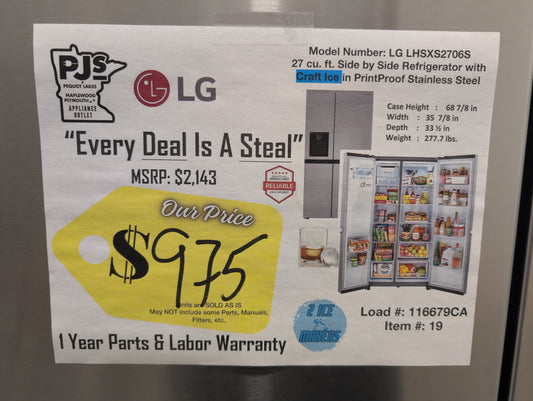 PJs
PEQUOT LAKES
MAPLEWOOD
PLYMOUTH
APPLIANCE
OUTLET
LG
Model Number: LG LHSXS2706S
27 cu. ft. Side by Side Refrigerator with
Craft Ice in PrintProof Stainless Steel
Case Height : 68 7/8 in
Width : 35 7/8 in
Depth : 33 ½ in
Weight : 277.7 lbs.
"Every Deal Is A Steal"
MSRP: $2,143
RELIABLE
Our Price
$975
Units are SOLD AS IS
May NOT include some Parts, Manuals,
Filters, etc.
2 ICE
MAKERS
Load #: 116679CA
Item #: 19
1 Year Parts & Labor Warranty